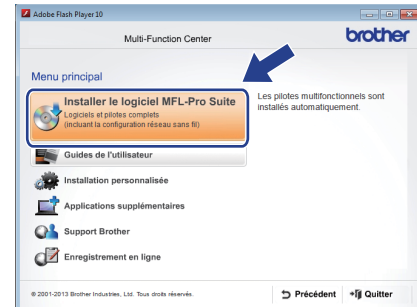 Adobe Flash Player 10
Multi-Function Center
brother
Menu principal
Installer le logiciel MFL-Pro Suite
Logiciels et pilotes complets
(incluant la configuration réseau sans fil)
Les pilotes multifonctionnels sont
installés automatiquement.
Guides de l'utilisateur
Installation personnalisée
Applications supplémentaires
Support Brother
Enregistrement en ligne
© 2001-2013 Brother Industries, Ltd. Tous droits réservés.
Précédent
Quitter